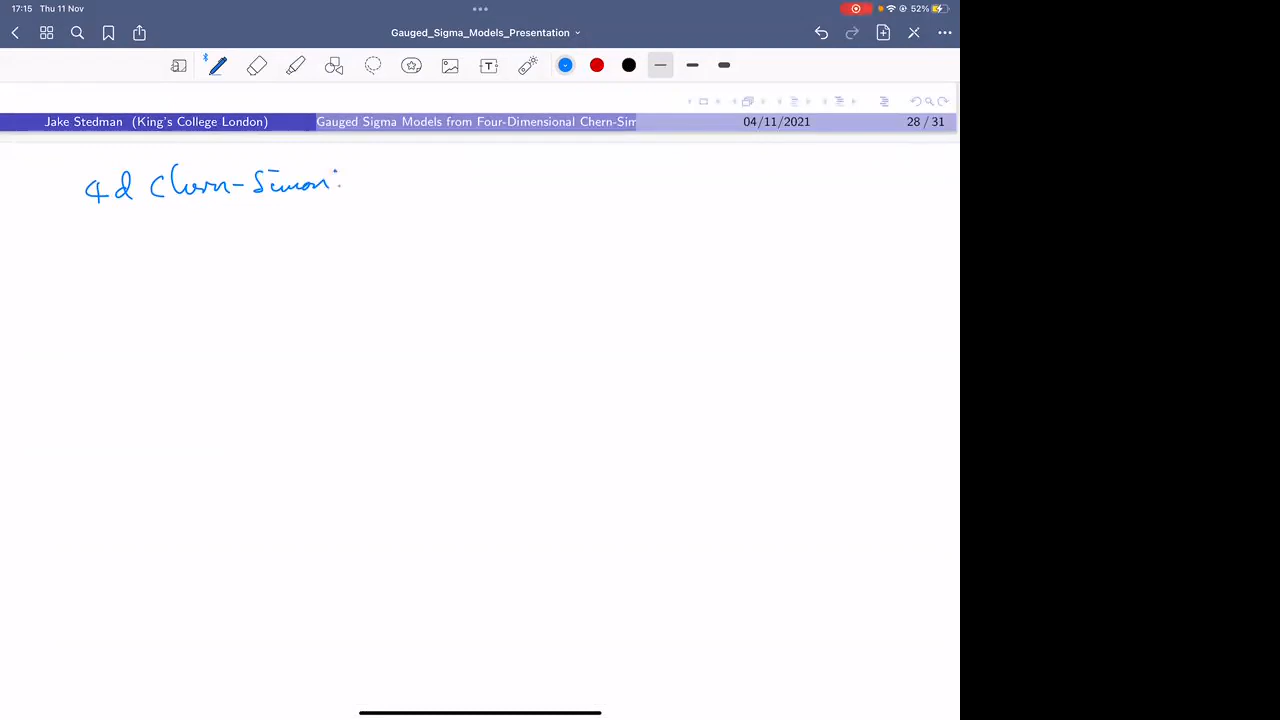 17:15 Thu 11 Nov
52%
Gauged_Sigma_Models_Presentation
T
Jake Stedman (King's College London) Gauged Sigma Models from Four-Dimensional Chern-Sim 04/11/2021 28 / 31
4d Chern-Simon: